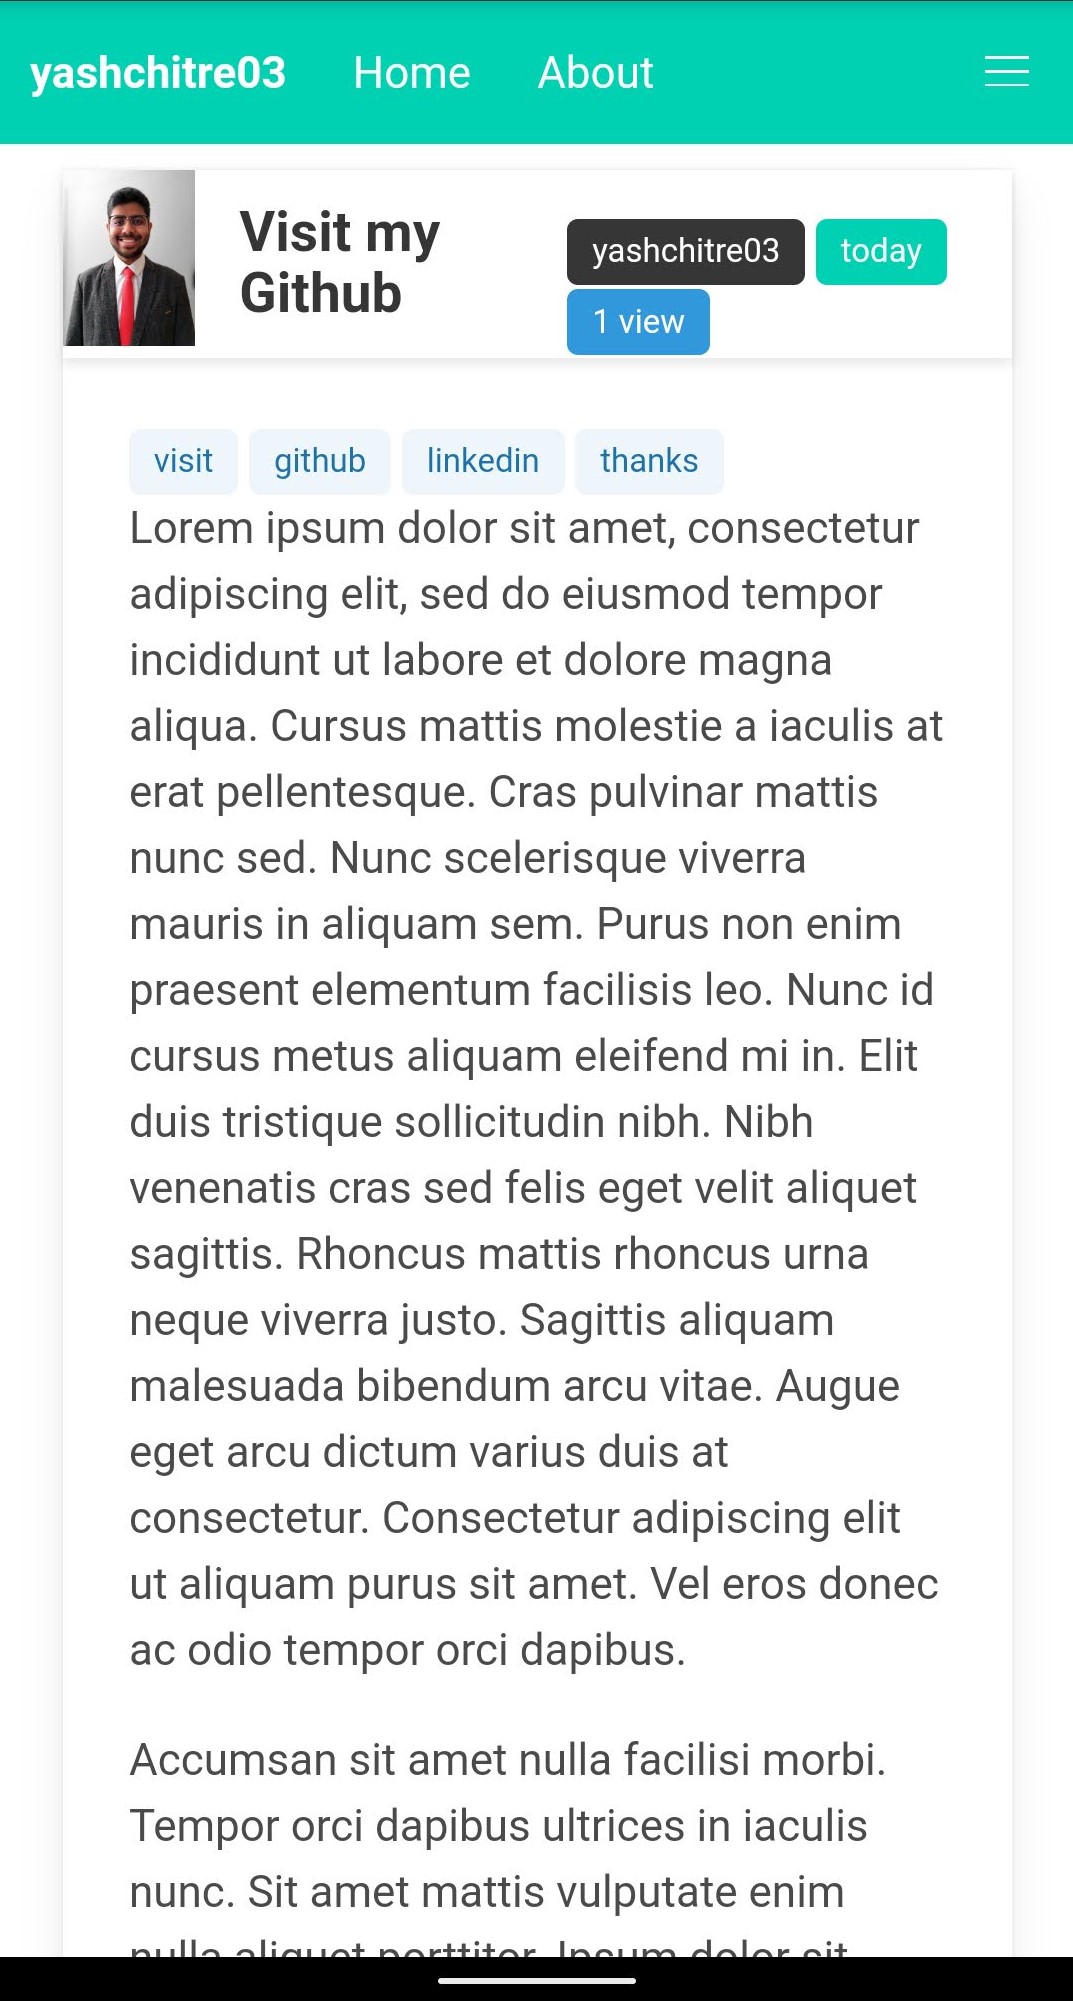 yashchitre03 Home About
Visit my
Github
yashchitre03 today
1 view
visit github linkedin thanks
Lorem ipsum dolor sit amet, consectetur
adipiscing elit, sed do eiusmod tempor
incididunt ut labore et dolore magna
aliqua. Cursus mattis molestie a iaculis at
erat pellentesque. Cras pulvinar mattis
nunc sed. Nunc scelerisque viverra
mauris in aliquam sem. Purus non enim
praesent elementum facilisis leo. Nunc id
cursus metus aliquam eleifend mi in. Elit
duis tristique sollicitudin nibh. Nibh
venenatis cras sed felis eget velit aliquet
sagittis. Rhoncus mattis rhoncus urna
neque viverra justo. Sagittis aliquam
malesuada bibendum arcu vitae. Augue
eget arcu dictum varius duis at
consectetur. Consectetur adipiscing elit
ut aliquam purus sit amet. Vel eros donec
ac odio tempor orci dapibus.
Accumsan sit amet nulla facilisi morbi.
Tempor orci dapibus ultrices in iaculis
nunc. Sit amet mattis vulputate enim
nulla aliquet porttitor. Ipsum dolor sit